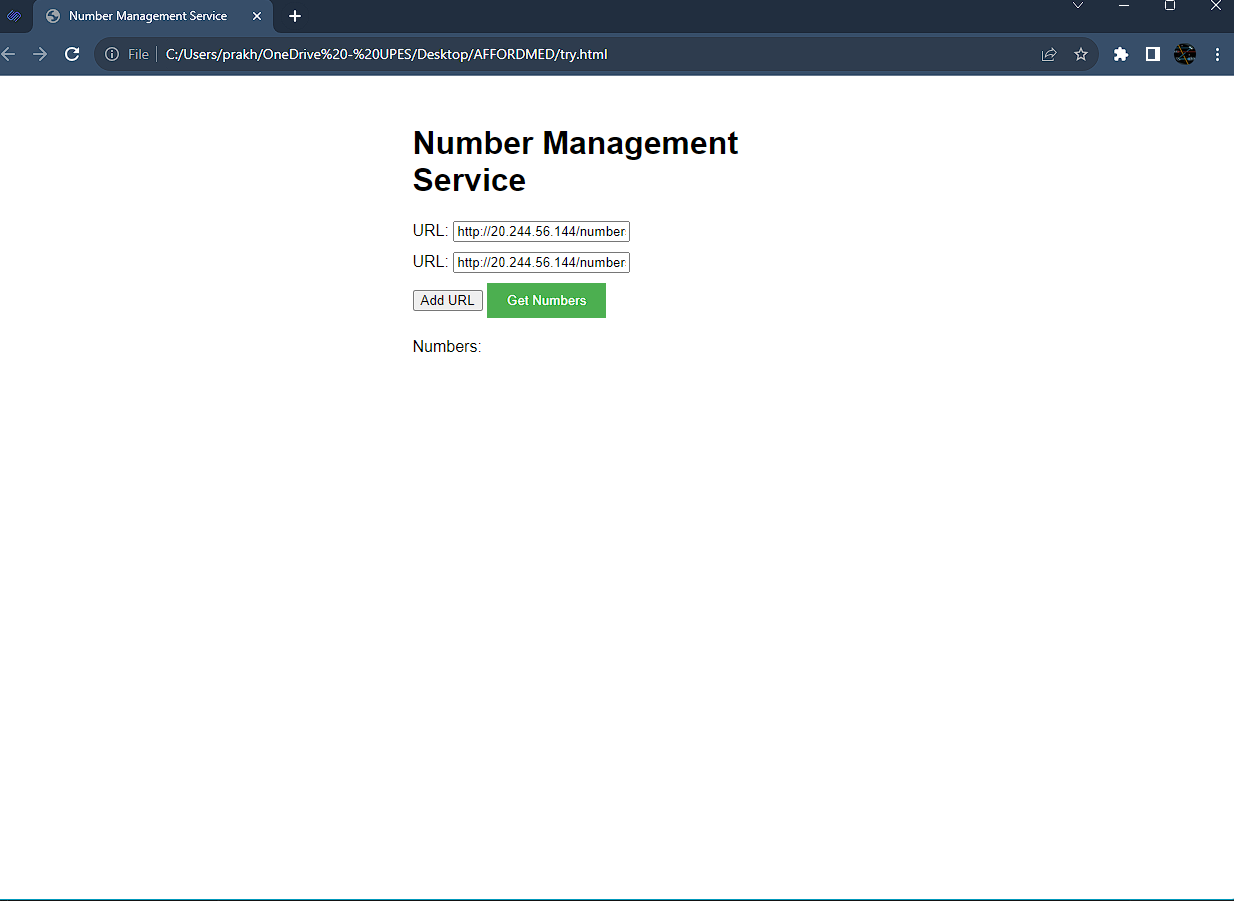 Number Management Service
File
C:/Users/prakh/OneDrive%20-%20UPES/Desktop/AFFORDMED/try.html
Number Management
Service
URL: http://20.244.56.144/number
URL: http://20.244.56.144/number
Add URL
Get Numbers
Numbers: